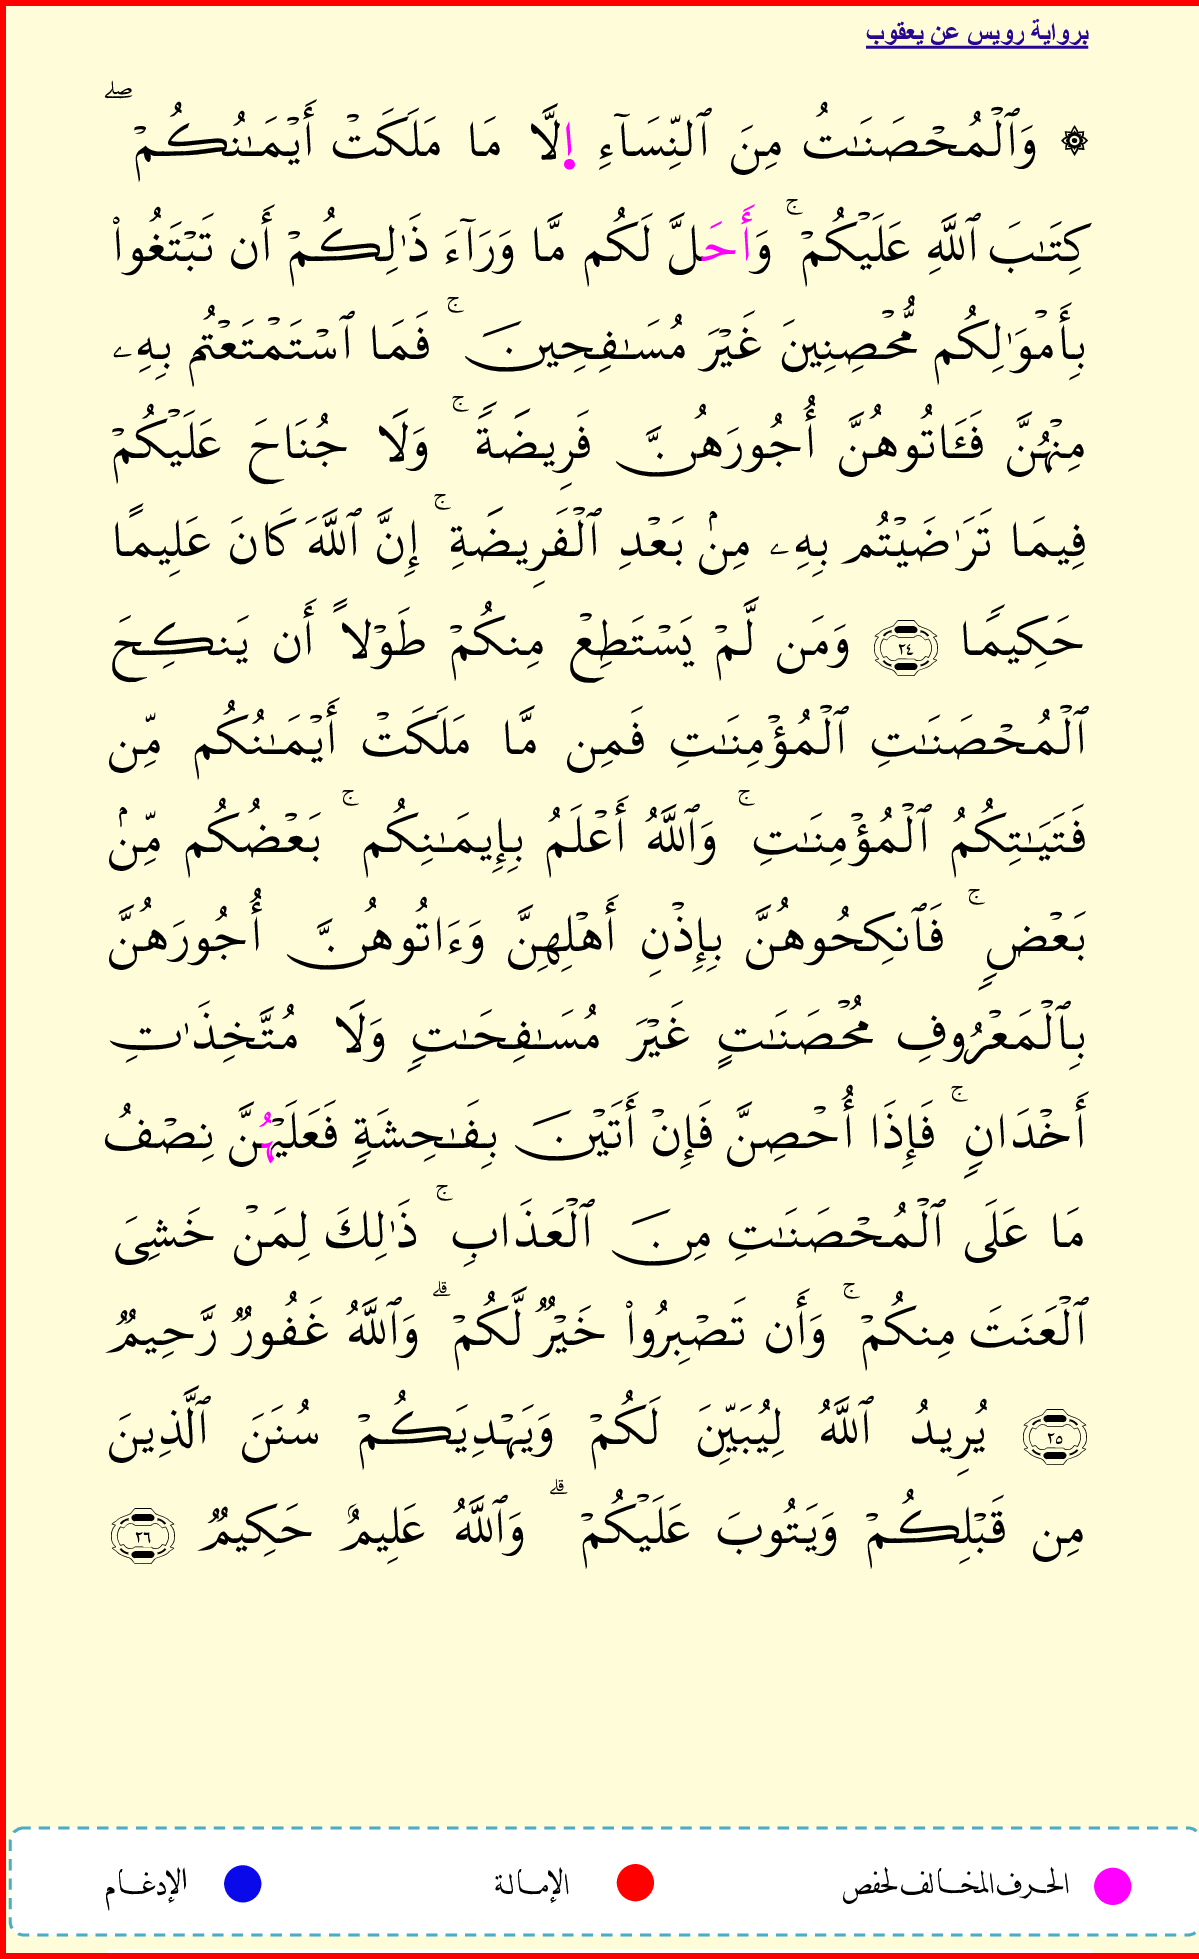 برواية رويس عن يعقوب
۞ وَٱلْمُحْصَنَـٰتُ مِنَ ٱلنِّسَآءِ إِلَّا مَا مَلَكَتْ أَيْمَـٰنُكُمْ ۖ
كِتَـٰبَ ٱللَّهِ عَلَيْكُمْ ۚ وَأَحَلَّ لَكُم مَّا وَرَآءَ ذَٰلِكُمْ أَن تَبْتَغُوا۟
بِأَمْوَٰلِكُم مُّحْصِنِينَ غَيْرَ مُسَـٰفِحِينَ ۚ فَمَا ٱسْتَمْتَعْتُم بِهِۦ
مِنْهُنَّ فَـَٔاتُوهُنَّ أُجُورَهُنَّ فَرِيضَةً ۚ وَلَا جُنَاحَ عَلَيْكُمْ
فِيمَا تَرَٰضَيْتُم بِهِۦ مِنۢ بَعْدِ ٱلْفَرِيضَةِ ۚ إِنَّ ٱللَّهَ كَانَ عَلِيمًا
حَكِيمًا ٢٤ وَمَن لَّمْ يَسْتَطِعْ مِنكُمْ طَوْلًا أَن يَنكِحَ
ٱلْمُحْصَنَـٰتِ ٱلْمُؤْمِنَـٰتِ فَمِن مَّا مَلَكَتْ أَيْمَـٰنُكُم مِّن
فَتَيَـٰتِكُمُ ٱلْمُؤْمِنَـٰتِ ۚ وَٱللَّهُ أَعْلَمُ بِإِيمَـٰنِكُم ۚ بَعْضُكُم مِّنۢ
بَعْضٍ ۚ فَٱنكِحُوهُنَّ بِإِذْنِ أَهْلِهِنَّ وَءَاتُوهُنَّ أُجُورَهُنَّ
بِٱلْمَعْرُوفِ مُحْصَنَـٰتٍ غَيْرَ مُسَـٰفِحَـٰتٍ وَلَا مُتَّخِذَٰتِ
أَخْدَانٍ ۚ فَإِذَا أُحْصِنَّ فَإِنْ أَتَيْنَ بِفَـٰحِشَةٍ فَعَلَيْهُنَّ نِصْفُ
مَا عَلَى ٱلْمُحْصَنَـٰتِ مِنَ ٱلْعَذَابِ ۚ ذَٰلِكَ لِمَنْ خَشِىَ
ٱلْعَنَتَ مِنكُمْ ۚ وَأَن تَصْبِرُوا۟ خَيْرٌ لَّكُمْ ۗ وَٱللَّهُ غَفُورٌ رَّحِيمٌ
٢٥ يُرِيدُ ٱللَّهُ لِيُبَيِّنَ لَكُمْ وَيَهْدِيَكُمْ سُنَنَ ٱلَّذِينَ
مِن قَبْلِكُمْ وَيَتُوبَ عَلَيْكُمْ ۗ وَٱللَّهُ عَلِيمٌ حَكِيمٌ ٢٦
الحرف المخالف لحفص الإمالة الإدغام